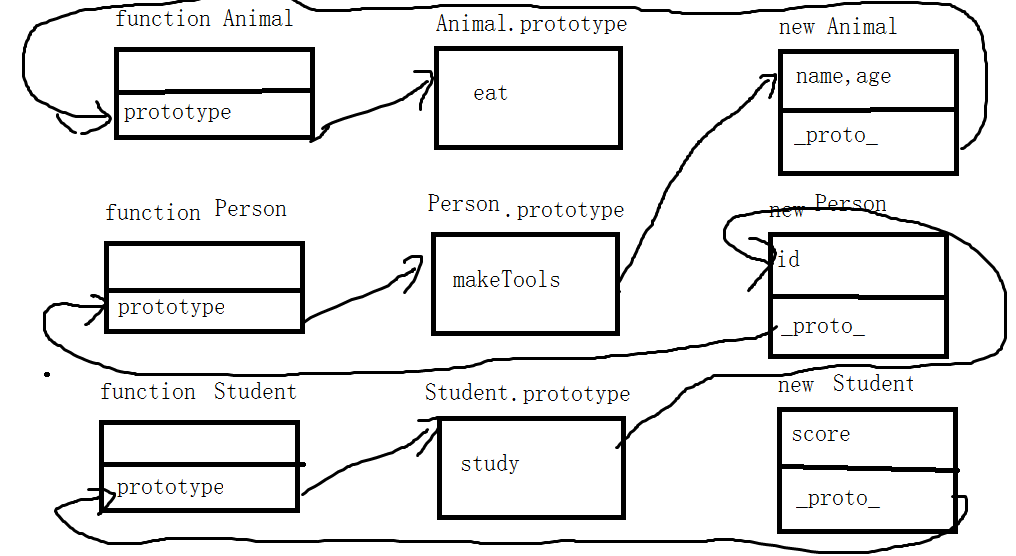 function Animal
Animal.prototype
new Animal
prototype
eat
name,age
_proto_
function Person
Person.prototype
new Person
prototype
makeTools
id
_proto_
function Student
Student.prototype
new Student
prototype
study
score
_proto_